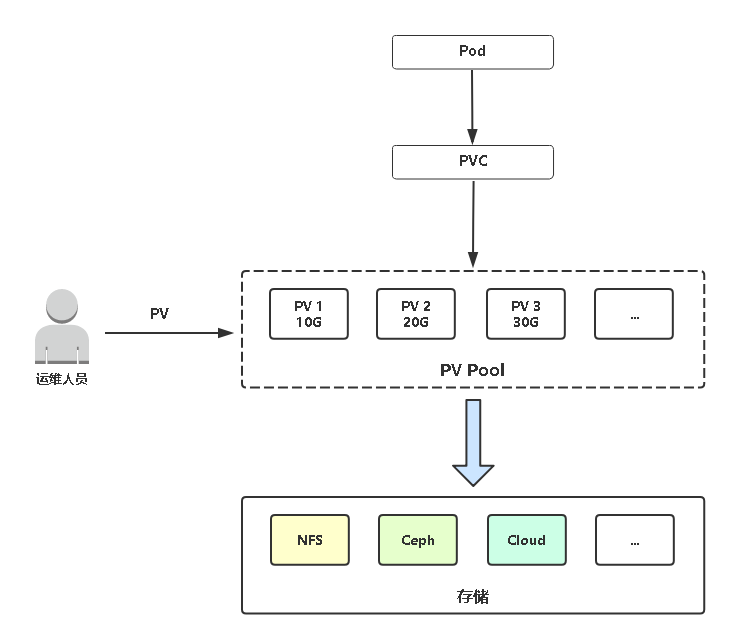 Pod
PVC
PV 1
10G
PV 2
20G
PV 3
30G
...
PV Pool
PV
运维人员
NFS
Ceph
Cloud
...
存储